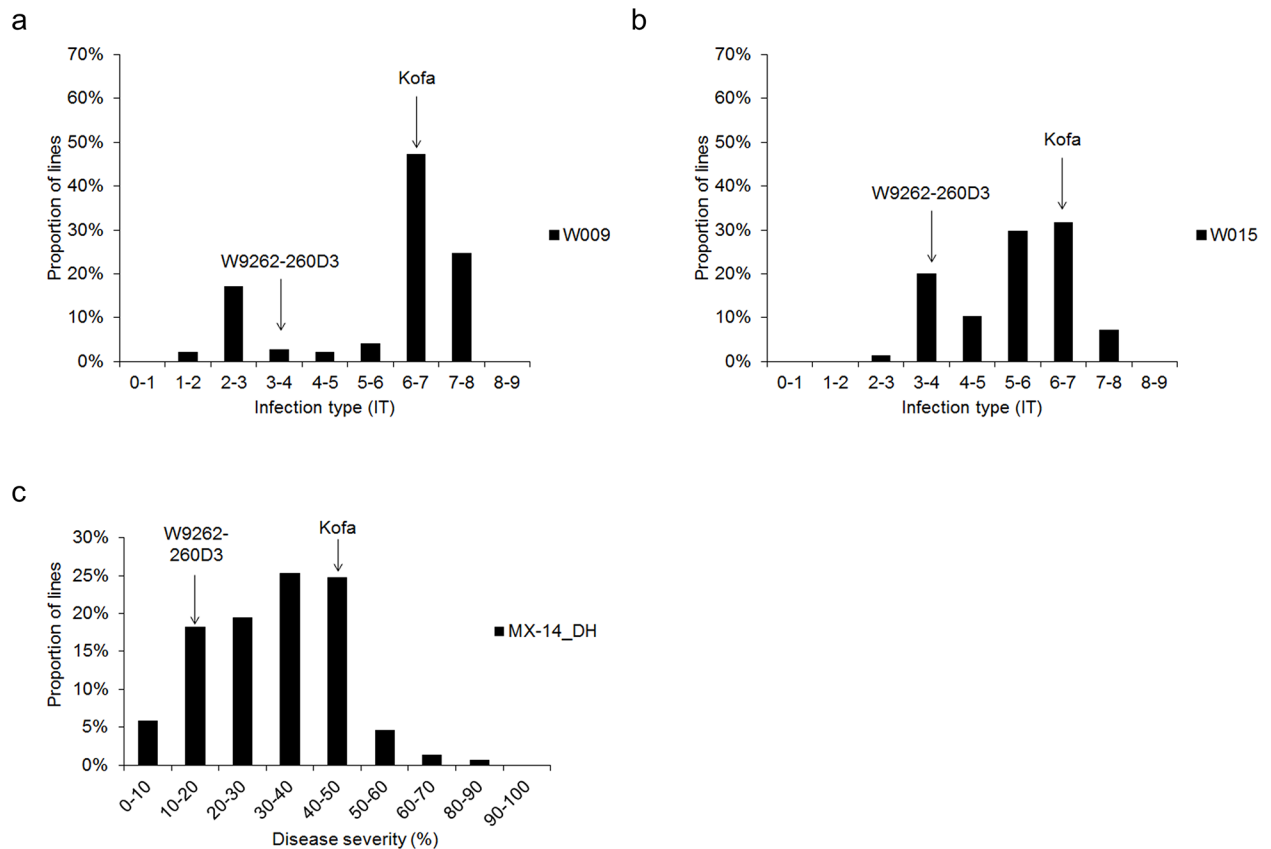 a
70%
60%
50%
40%
30%
20%
10%
0%
Proportion of lines
Kofa
W9262-260D3
W009
0-1 1-2 2-3 3-4 4-5 5-6 6-7 7-8 8-9
Infection type (IT)
b
70%
60%
50%
40%
30%
20%
10%
0%
Proportion of lines
Kofa
W9262-260D3
W015
0-1 1-2 2-3 3-4 4-5 5-6 6-7 7-8 8-9
Infection type (IT)
c
30%
25%
20%
15%
10%
5%
0%
Proportion of lines
W9262-
260D3
Kofa
MX-14_DH
0-10 10-20 20-30 30-40 40-50 50-60 60-70 80-90 90-100
Disease severity (%)